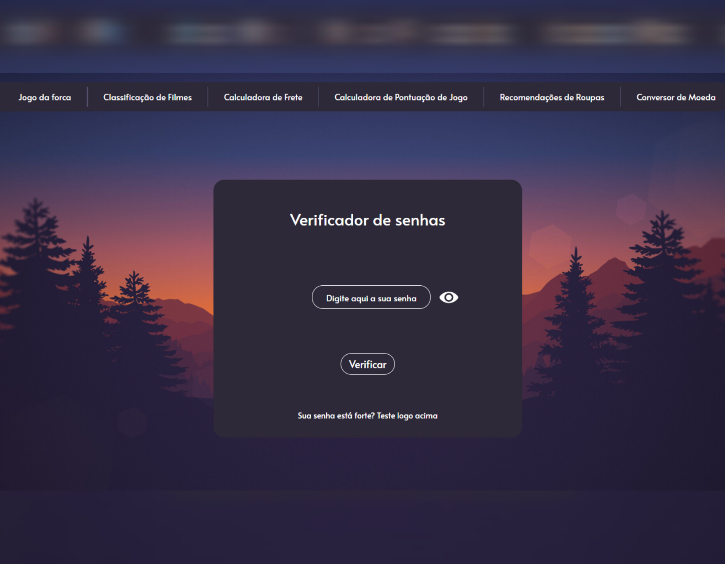 Jogo da forca Classificação de Filmes Calculadora de Frete Calculadora de Pontuação de Jogo Recomendações de Roupas Conversor de Moeda
Verificador de senhas
Digite aqui a sua senha
Verificar
Sua senha está forte? Teste logo acima